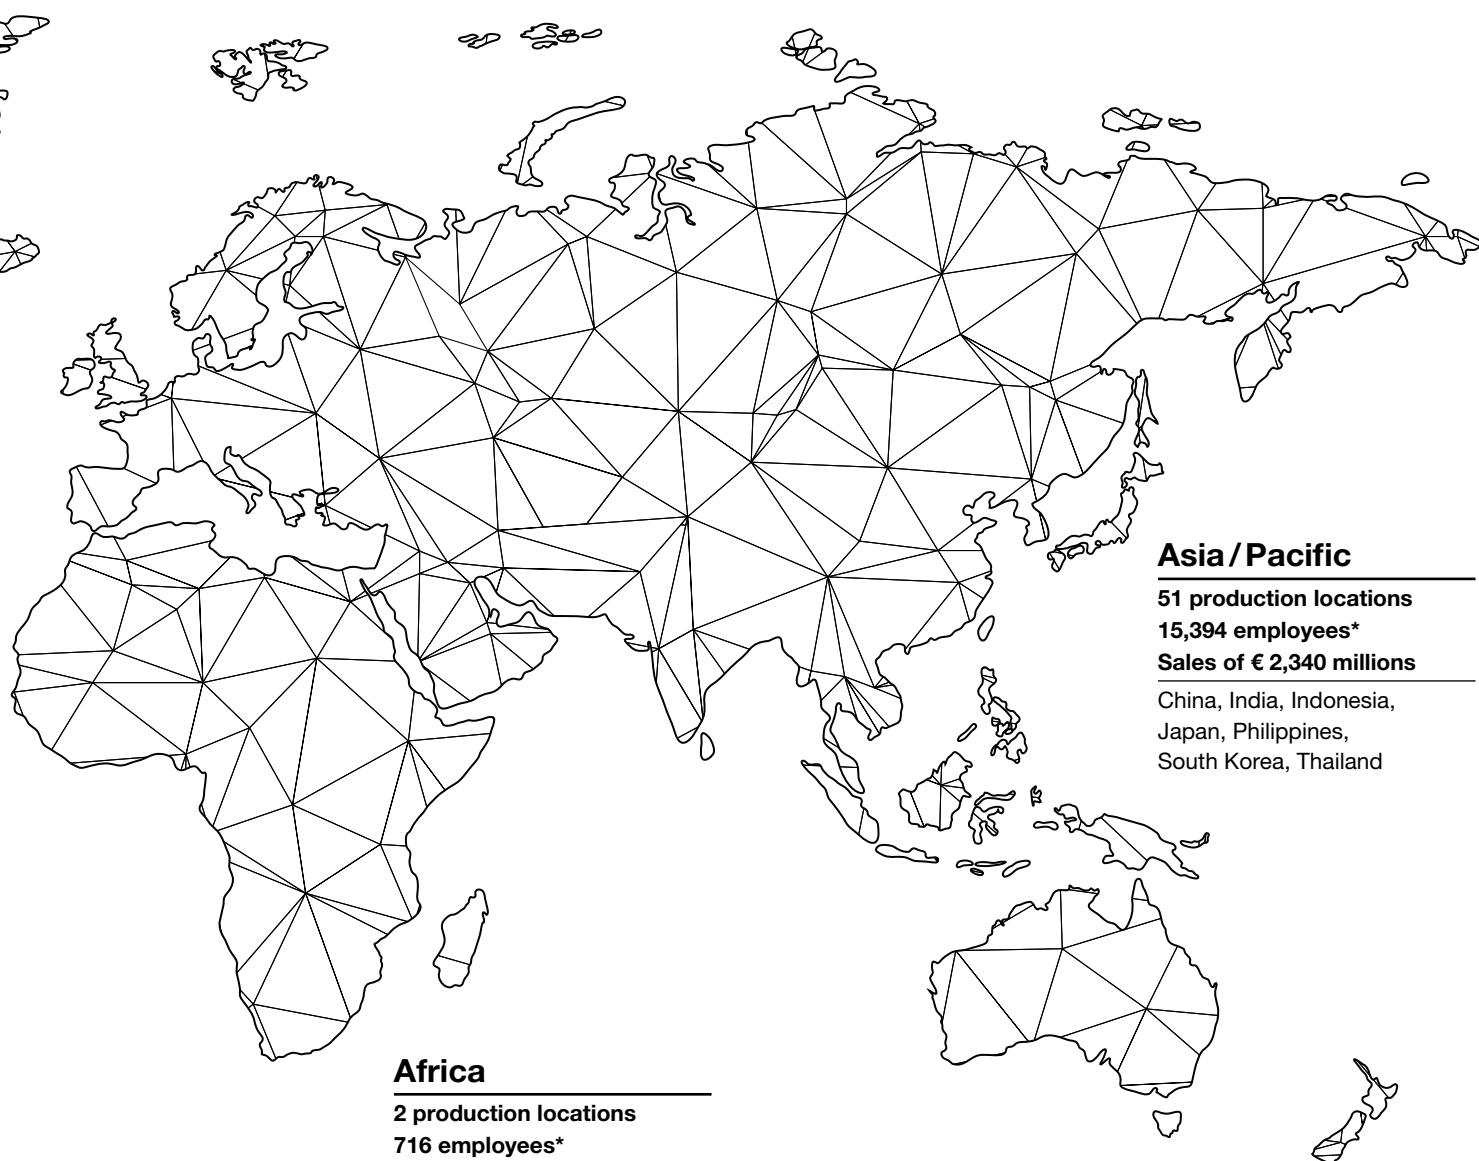 Asia / Pacific
51 production locations
15,394 employees*
Sales of € 2,340 millions
China, India, Indonesia,
Japan, Philippines,
South Korea, Thailand
Africa
2 production locations
716 employees*